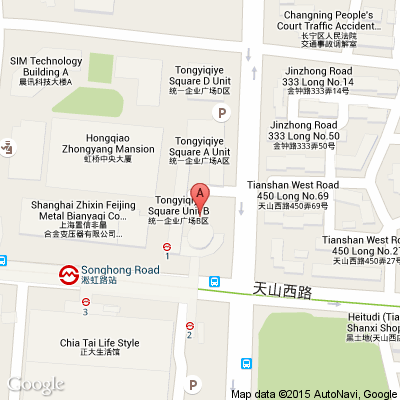 Changning People's
Court Traffic Accident...
长宁区人民法院
交通事故调解室
SIM Technology
Building A
晨讯科技大楼A
Tongyiqiye
Square D Unit
统一企业广场D区
Jinzhong Road
333 Long No.14
金钟路333弄14号
P
Hongqiao
Zhongyang Mansion
虹桥中央大厦
Tongyiqiye
Square A Unit
统一企业广场A区
Jinzhong Road
333 Long No.50
金钟路333弄50号
A
Tianshan West Road
450 Long No.69
天山西路450弄69号
Shanghai Zhixin Feijing
Metal Bianyaqi Co...
上海置信非晶
合金变压器有限公司...
Tongyiqiye
Square Unit B
统一企业广场B区
Tianshan West Road
450 Long No.27
天山西路450弄27号
1
Songhong Road
淞虹路站
天山西路
3
2
Chia Tai Life Style
正大生活馆
Heitudi (Tia
Shanxi Shop
黑土地(天山西店
P
Google
Map data ©2015 AutoNavi, Google